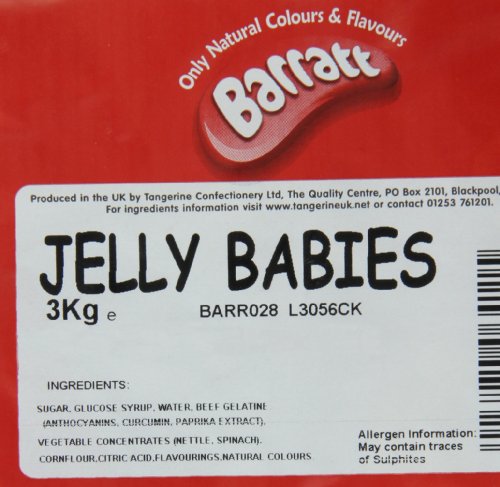 Only Natural Colours & Flavours
Barratt
Produced in the UK by Tangerine Confectionery Ltd, The Quality Centre, PO Box 2101, Blackpool,
For ingredients information visit www.tangerineuk.net or contact 01253 761201.
JELLY BABIES
3Kg e
BARR028 L3056CK
INGREDIENTS:
SUGAR, GLUCOSE SYRUP, WATER, BEEF GELATINE
(ANTHOCYANINS, CURCUMIN, PAPRIKA EXTRACT),
VEGETABLE CONCENTRATES (NETTLE, SPINACH),
CORNFLOUR,CITRIC ACID,FLAVOURINGS,NATURAL COLOURS
Allergen Information:
May contain traces
of Sulphites